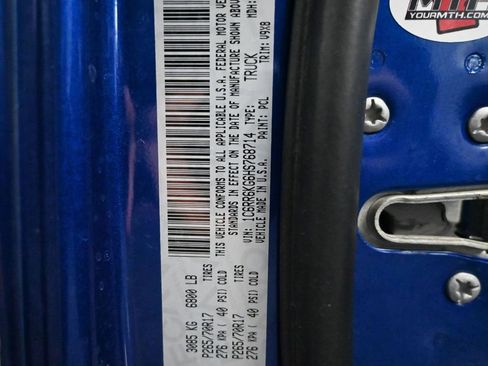 3085 KG 6800 LB
P265/70R17 TIRES
276 KPA ( 40 PSI) COLD
P265/70R17 TIRES
276 KPA ( 40 PSI) COLD
THIS VEHICLE CONFORMS TO ALL APPLICABLE U.S.A. FEDERAL MOTOR VE
STANDARDS IN EFFECT ON THE DATE OF MANUFACTURE SHOWN ABOVE
1C6RR6KG6HS768714 TYPE: TRUCK
VEHICLE MADE IN U.S.A. PAINT: PCL TRIM: V9X8
MDH:
YOURMTH.COM